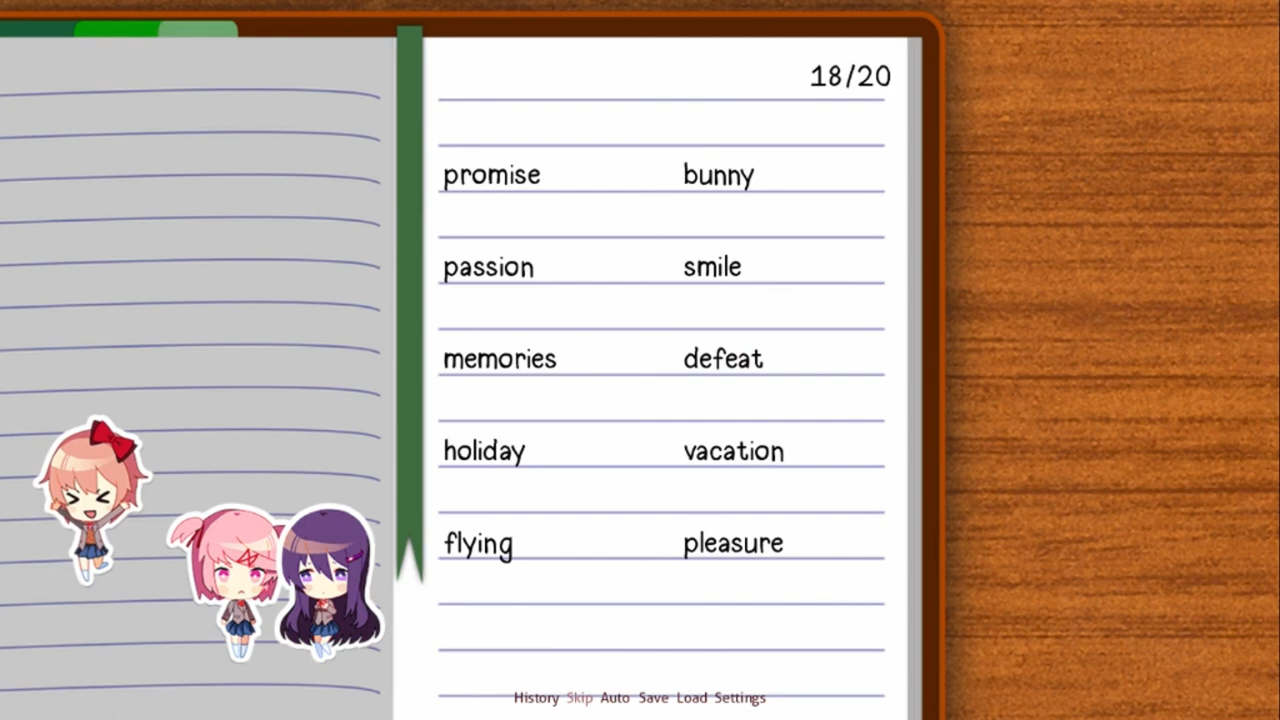 18/20
promise bunny
passion smile
memories defeat
holiday vacation
flying pleasure
History Skip Auto Save Load Settings